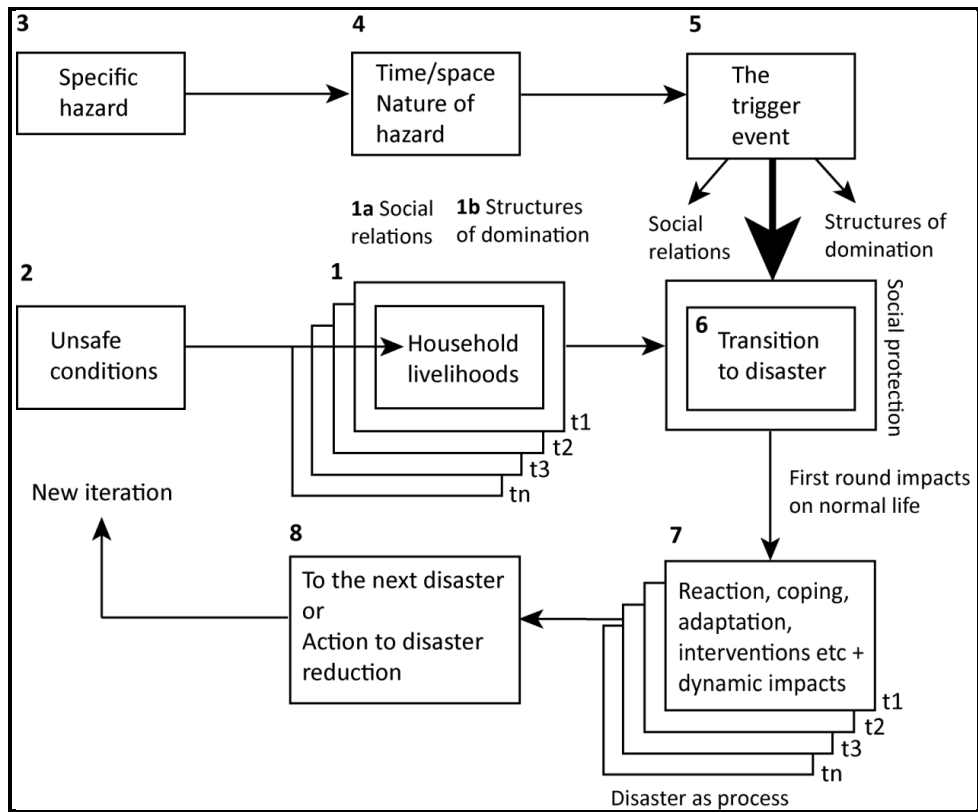 3
Specific
hazard
4
Time/space
Nature of
hazard
5
The
trigger
event
1a Social
relations
1b Structures
of domination
Social
relations
Structures of
domination
2
Unsafe
conditions
1
Household
livelihoods
t1
t2
t3
tn
6
Transition
to disaster
Social protection
First round impacts
on normal life
7
Reaction, coping,
adaptation,
interventions etc +
dynamic impacts
t1
t2
t3
tn
Disaster as process
8
To the next disaster
or
Action to disaster
reduction
New iteration